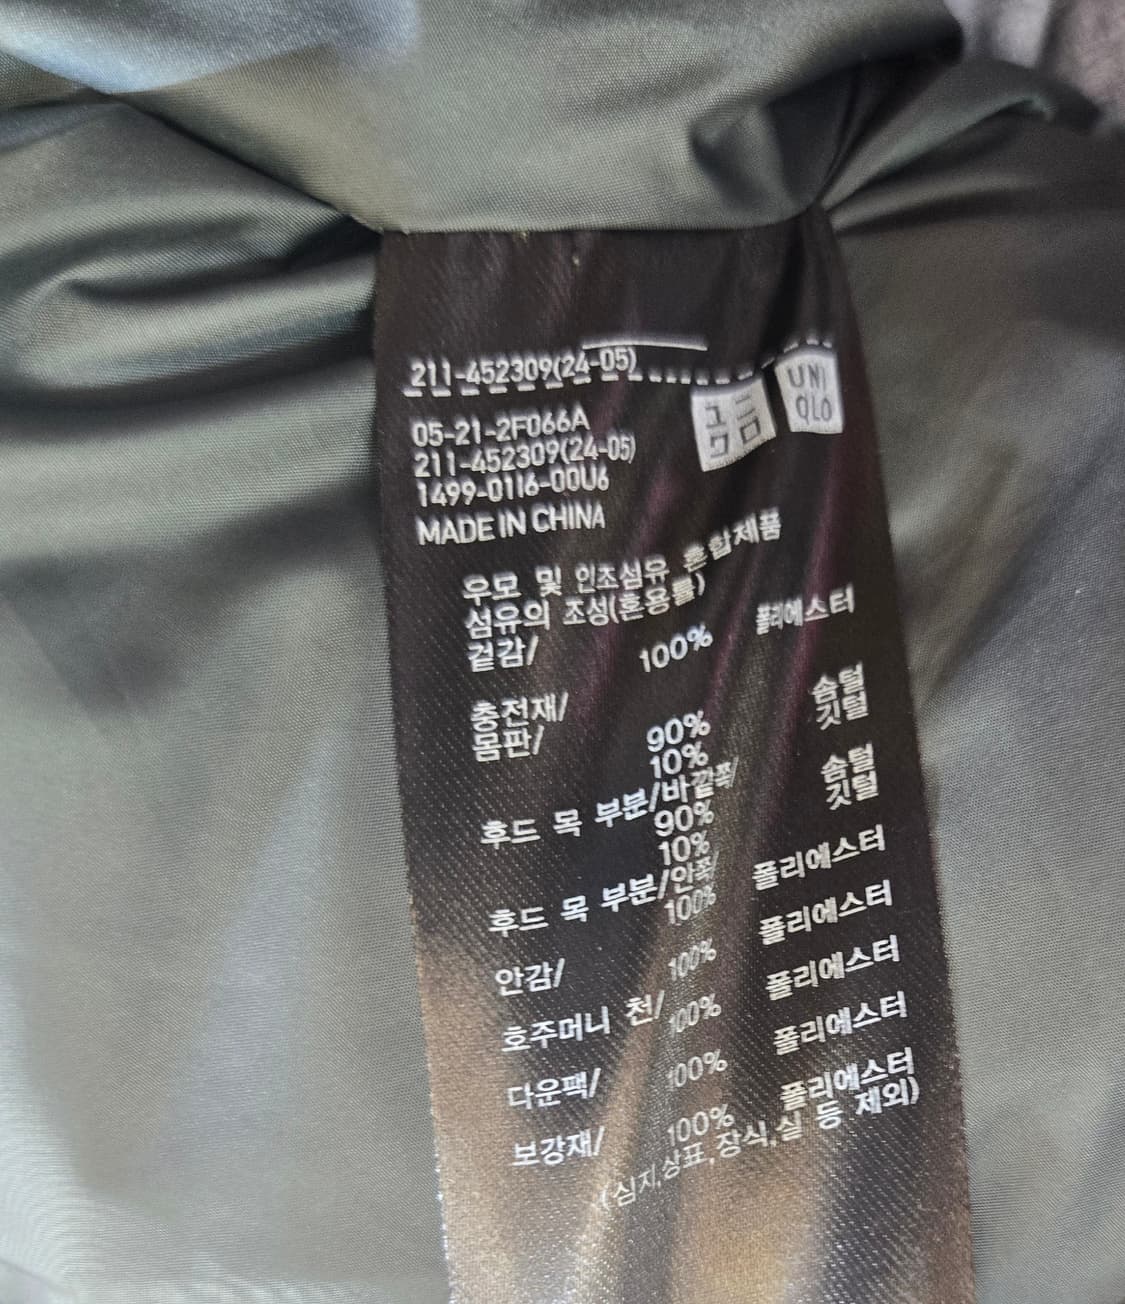 211-452309(24-05)
ユニ
クロ
UNI
QLO
05-21-2F066A
211-452309(24-05)
1499-0116-00U6
MADE IN CHINA
우모 및 인조섬유 혼합제품
섬유의 조성(혼용률)
겉감/ 100% 폴리에스터
충전재/
몸판/ 90% 솜털
10% 깃털
후드 목 부분/바깥쪽/
90% 솜털
10% 깃털
후드 목 부분/안쪽/
100% 폴리에스터
안감/ 100% 폴리에스터
호주머니 천/ 100% 폴리에스터
다운팩/ 100% 폴리에스터
보강재/ 100% 폴리에스터
(심지,상표,장식,실 등 제외)